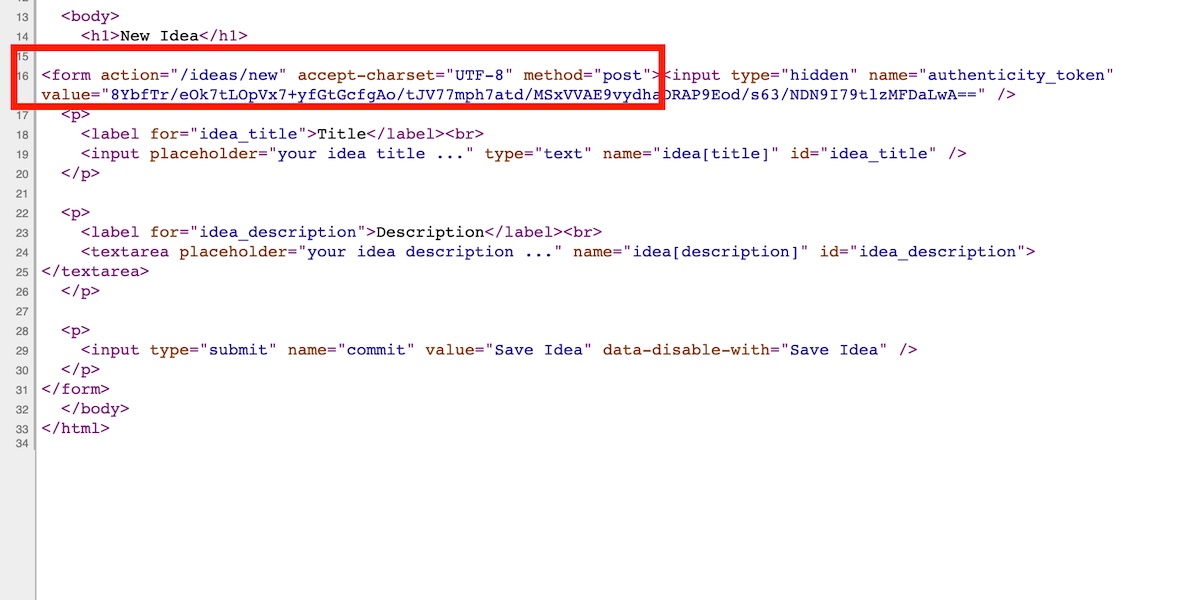 13   <body>
14     <h1>New Idea</h1>
15
16 <form action="/ideas/new" accept-charset="UTF-8" method="post"><input type="hidden" name="authenticity_token"
value="8YbfTr/eOk7tLOpVx7+yfGtGcfgAo/tJV77mph7atd/MSxVVAE9vydhaDRAP9Eod/s63/NDN9I79tlzMFDaLwA==" />
17   <p>
18     <label for="idea_title">Title</label><br>
19     <input placeholder="your idea title ..." type="text" name="idea[title]" id="idea_title" />
20   </p>
21
22   <p>
23     <label for="idea_description">Description</label><br>
24     <textarea placeholder="your idea description ..." name="idea[description]" id="idea_description">
25 </textarea>
26   </p>
27
28   <p>
29     <input type="submit" name="commit" value="Save Idea" data-disable-with="Save Idea" />
30   </p>
31 </form>
32   </body>
33 </html>
34